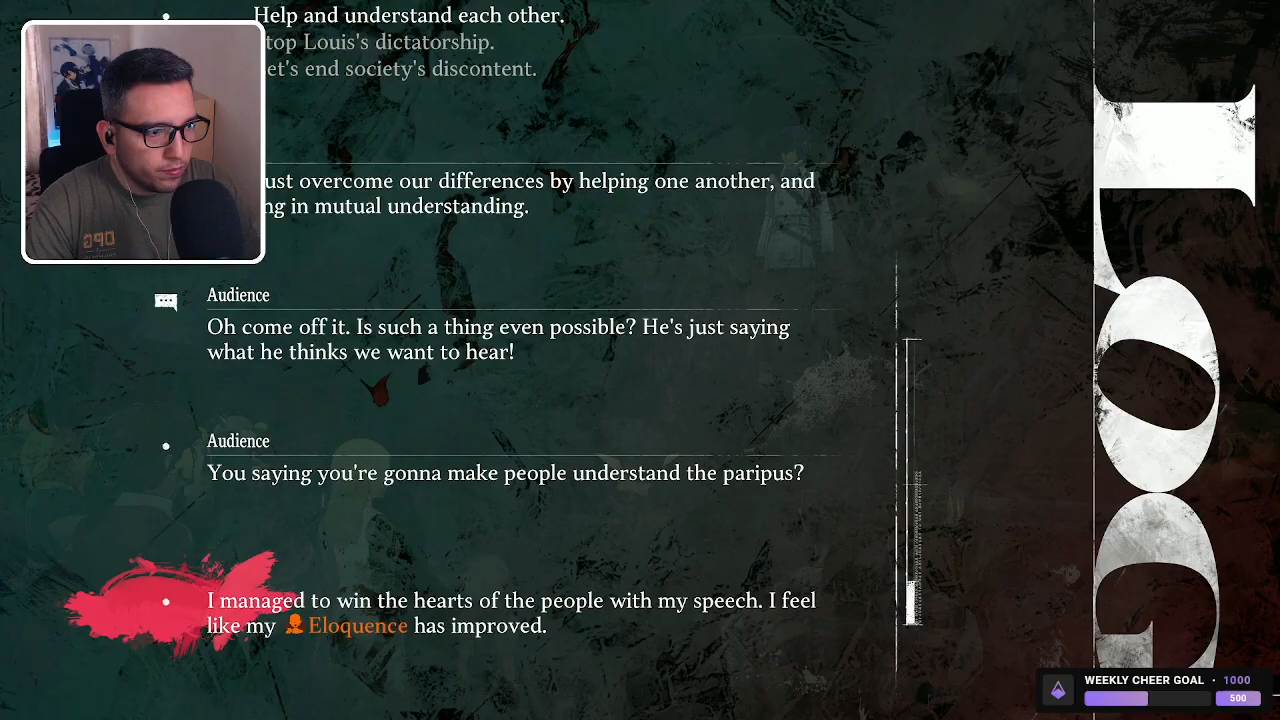 Help and understand each other.
top Louis's dictatorship.
et's end society's discontent.
ust overcome our differences by helping one another, and
ng in mutual understanding.
Audience
Oh come off it. Is such a thing even possible? He's just saying
what he thinks we want to hear!
Audience
You saying you're gonna make people understand the paripus?
I managed to win the hearts of the people with my speech. I feel
like my Eloquence has improved.
LOG
WEEKLY CHEER GOAL · 1000
500